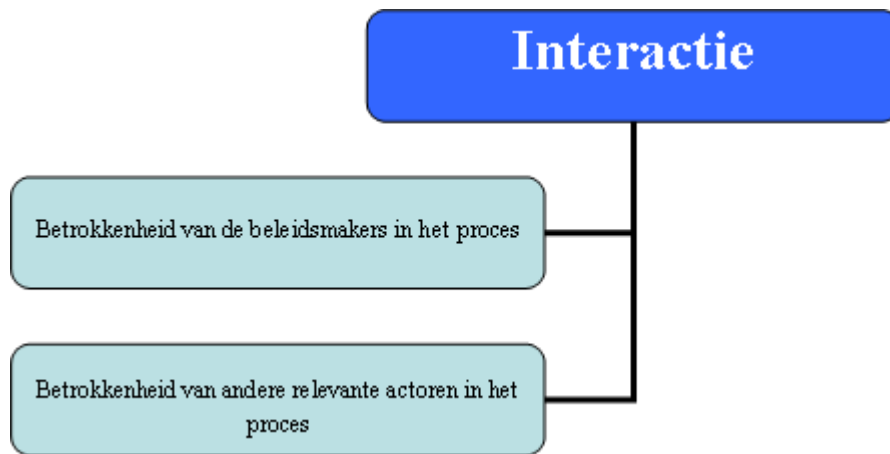 Interactie
Betrokkenheid van de beleidsmakers in het proces
Betrokkenheid van andere relevante actoren in het
proces